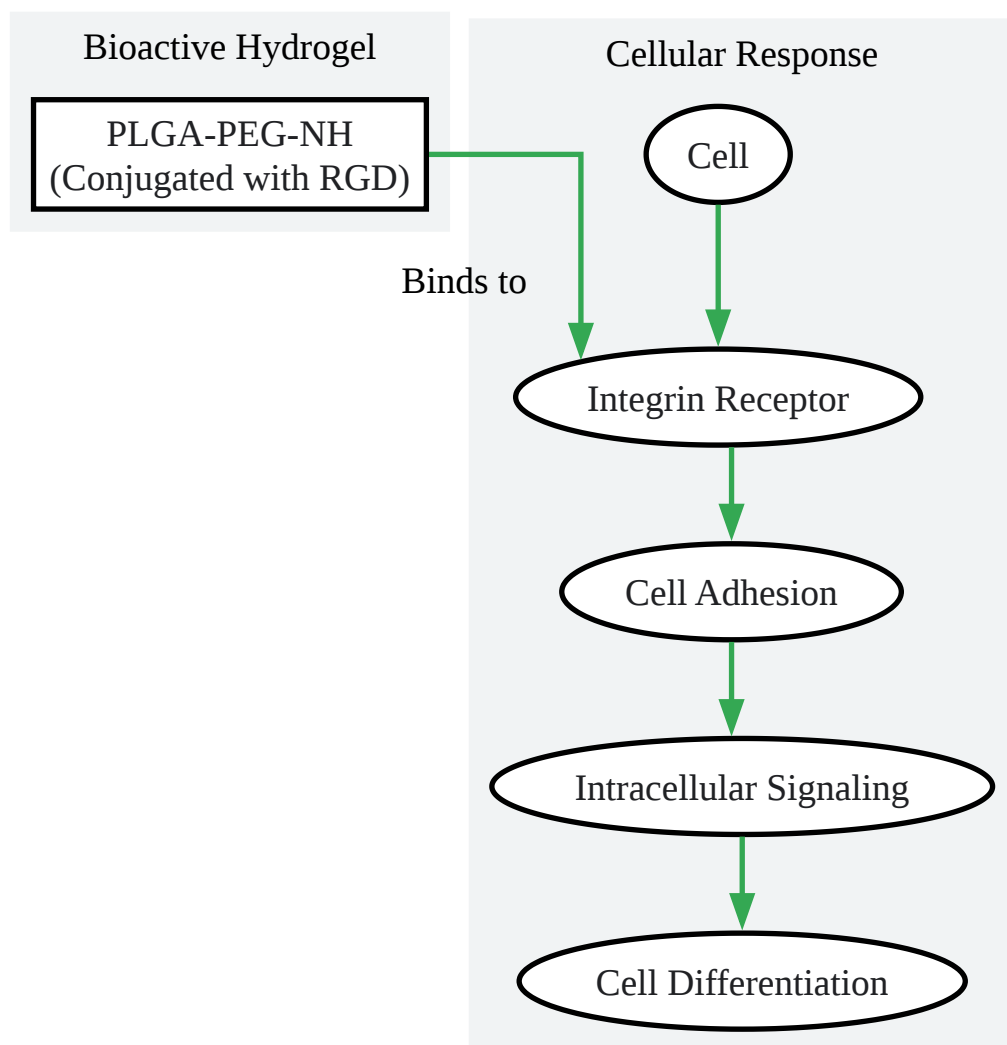 Bioactive Hydrogel
PLGA-PEG-NH
(Conjugated with RGD)
Binds to
Cellular Response
Cell
Integrin Receptor
Cell Adhesion
Intracellular Signaling
Cell Differentiation